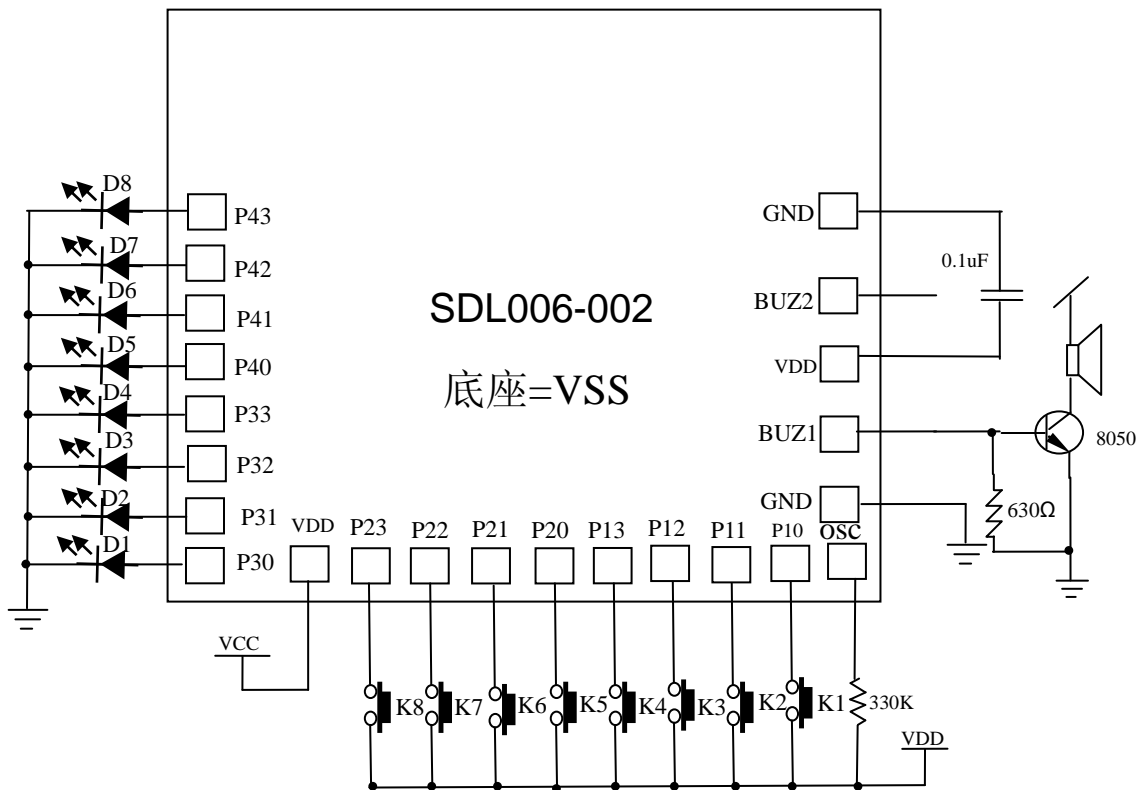 D8
P43
GND
D7
P42
0.1uF
D6
P41
SDL006-002
BUZ2
D5
P40
底座=VSS
VDD
D4
P33
BUZ1
8050
D3
P32
GND
630Ω
D2
P31
VDD
P23
P22
P21
P20
P13
P12
P11
P10
OSC
D1
P30
VCC
K8
K7
K6
K5
K4
K3
K2
K1
330K
VDD